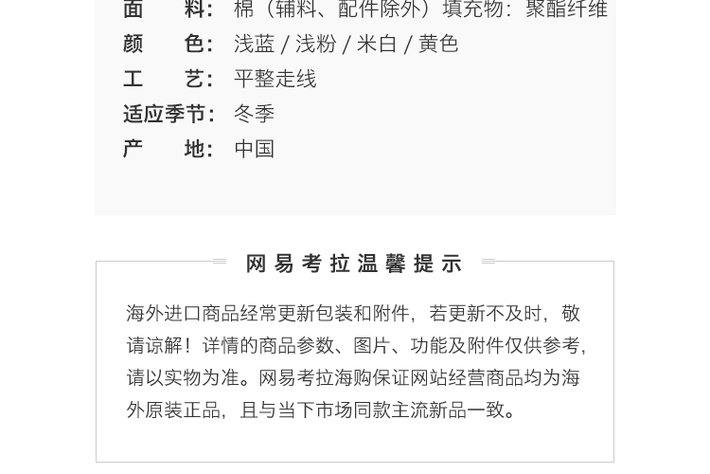 面 料： 棉（辅料、配件除外）填充物：聚酯纤维
颜 色： 浅蓝 / 浅粉 / 米白 / 黄色
工 艺： 平整走线
适应季节： 冬季
产 地： 中国
网易考拉温馨提示
海外进口商品经常更新包装和附件，若更新不及时，敬
请谅解！详情的商品参数、图片、功能及附件仅供参考，
请以实物为准。网易考拉海购保证网站经营商品均为海
外原装正品，且与当下市场同款主流新品一致。